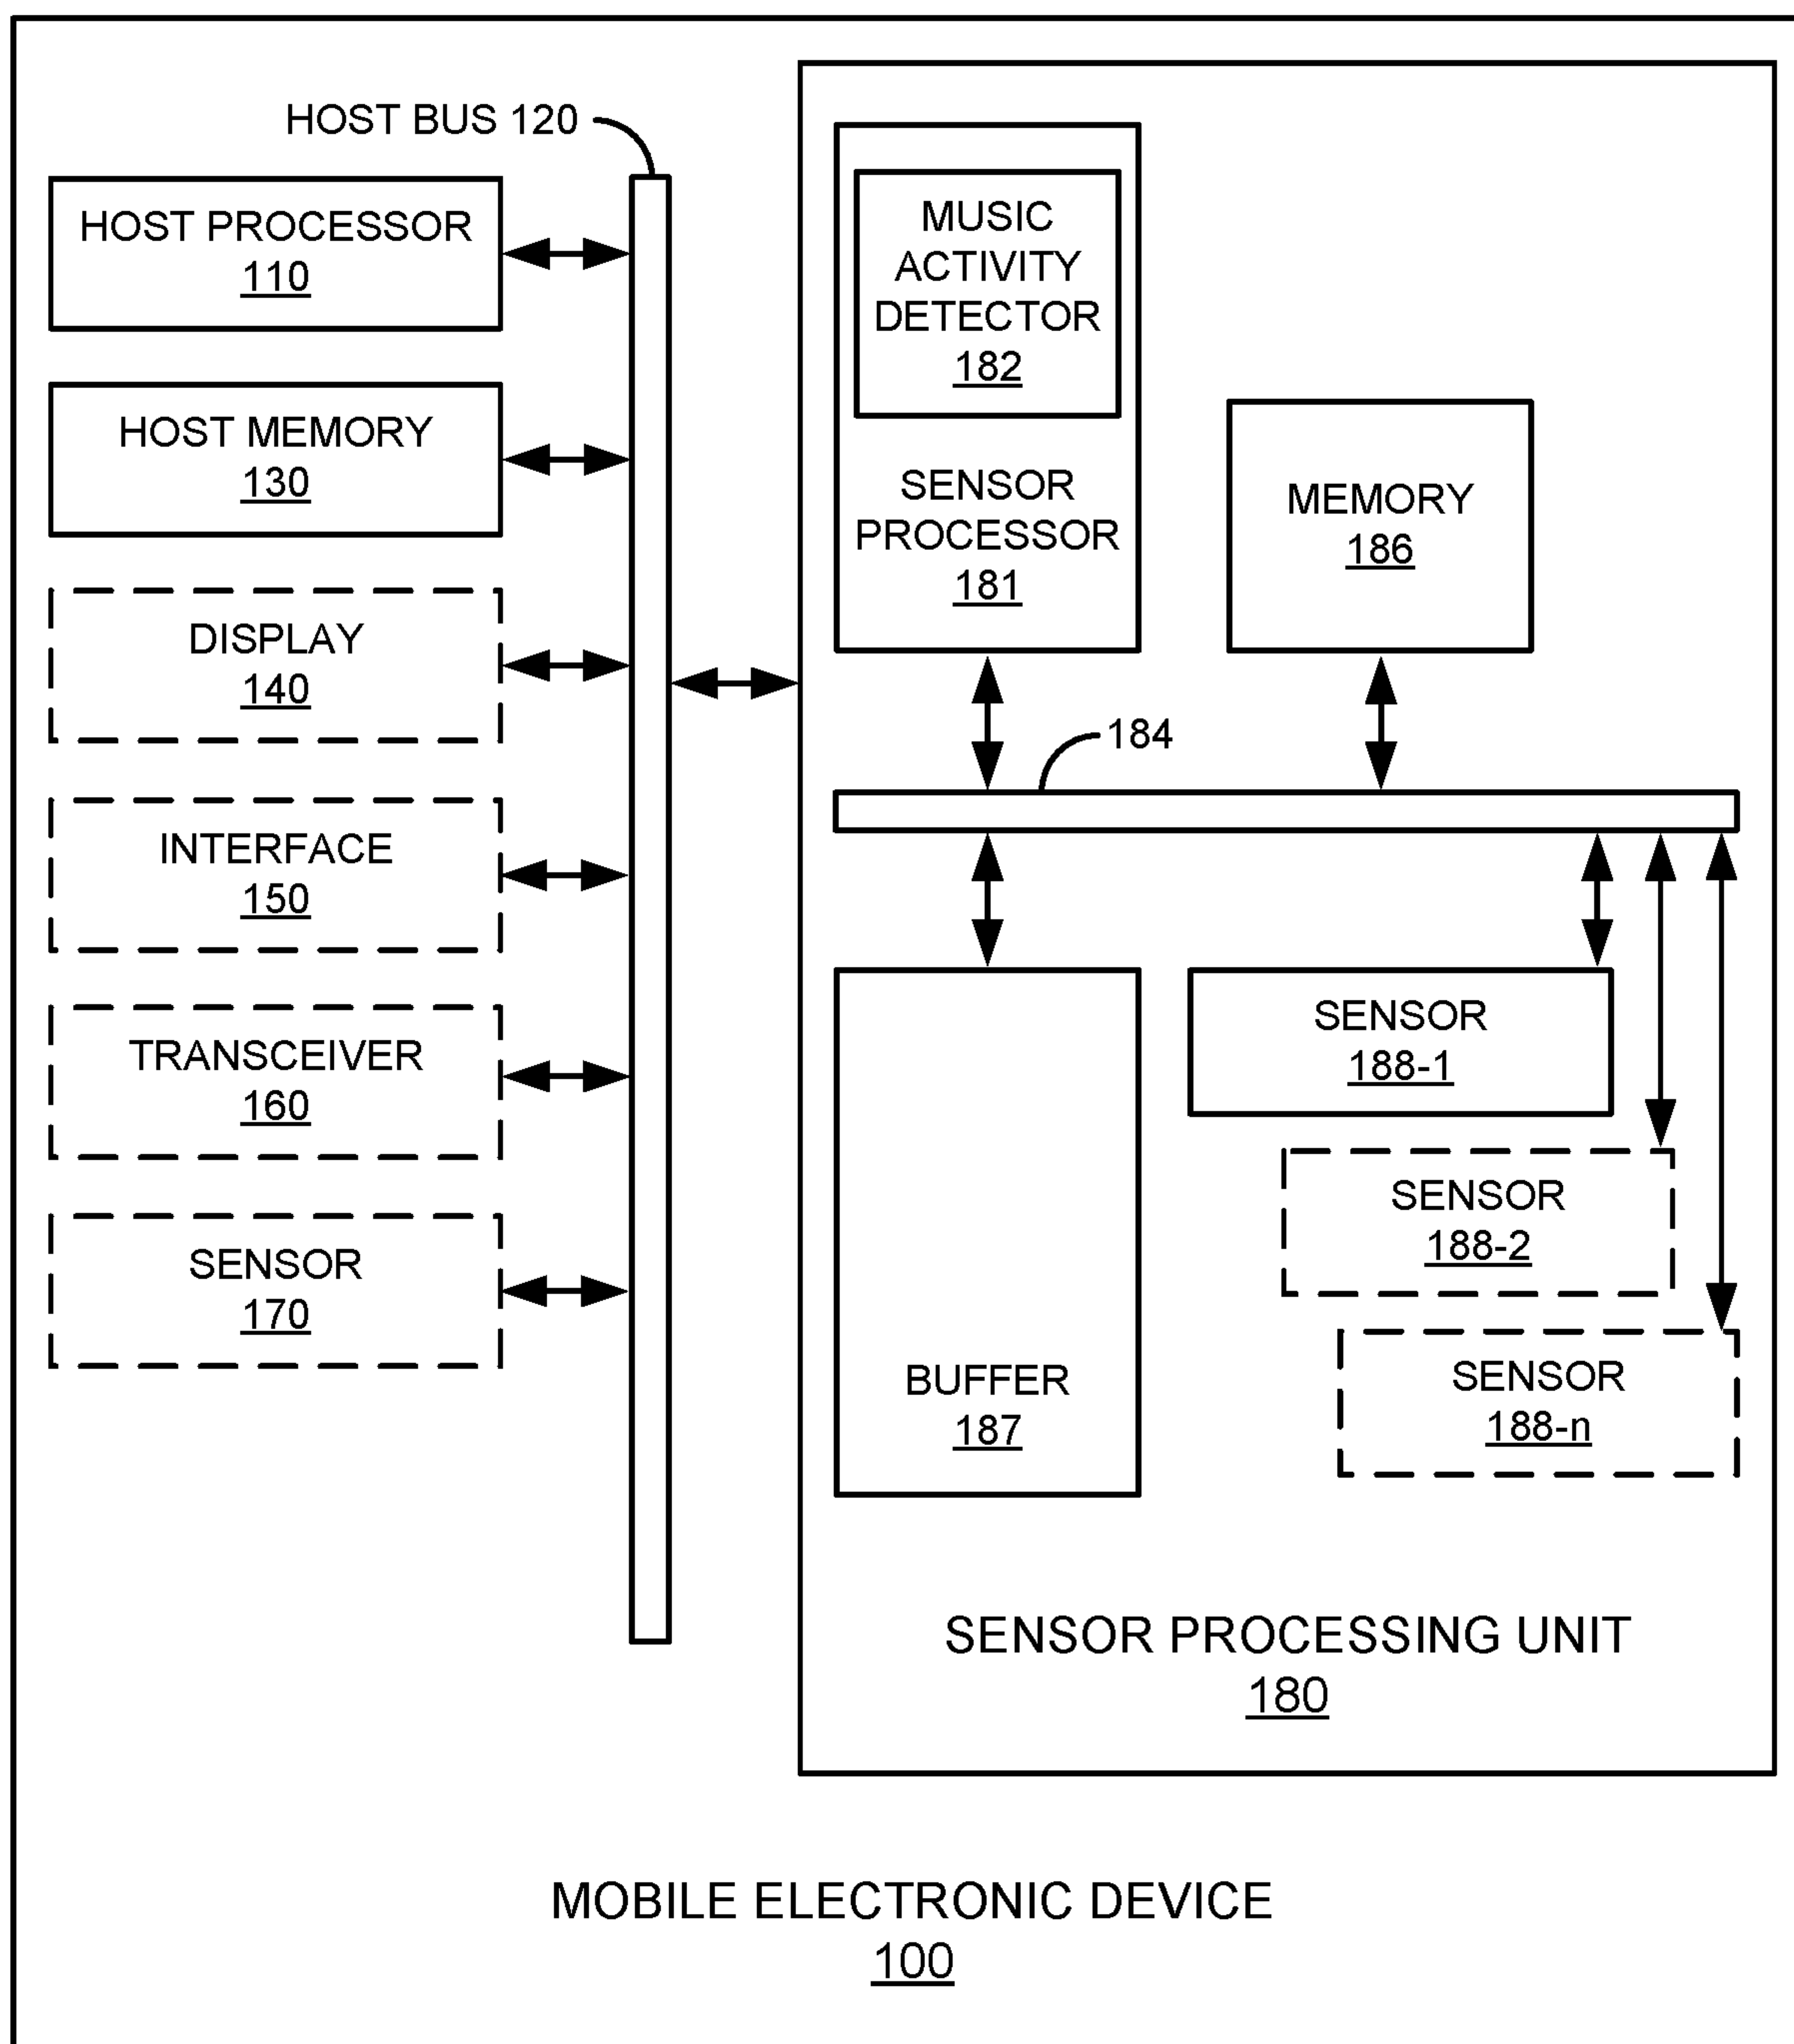 HOST BUS 120
HOST PROCESSOR
110
HOST MEMORY
130
DISPLAY
140
INTERFACE
150
TRANSCEIVER
160
SENSOR
170
MUSIC
ACTIVITY
DETECTOR
182
SENSOR
PROCESSOR
181
MEMORY
186
184
BUFFER
187
SENSOR
188-1
SENSOR
188-2
SENSOR
188-n
SENSOR PROCESSING UNIT
180
MOBILE ELECTRONIC DEVICE
100